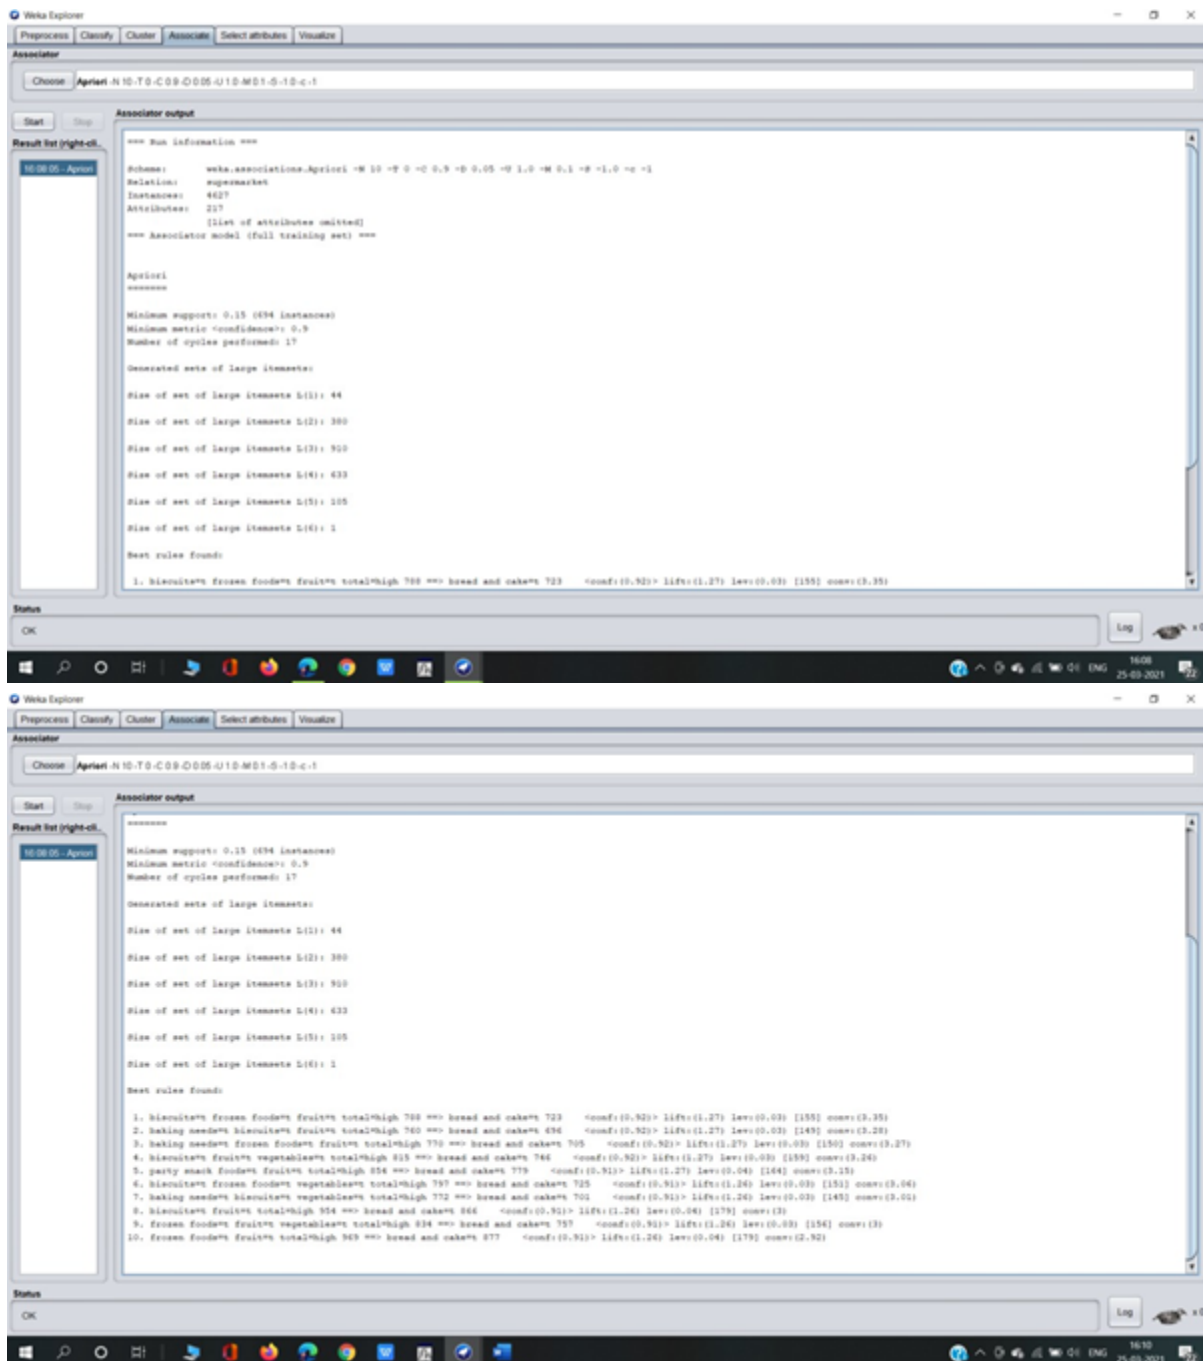 Weka Explorer
Preprocess Classify Cluster Associate Select attributes Visualize
Associator
Choose Apriori -N 10 -T 0 -C 0.9 -D 0.05 -U 1.0 -M 0.1 -S -1.0 -c -1
Start Stop
Associator output
Result list (right-cli..
16:08:05 - Apriori
=== Run information ===
Scheme: weka.associations.Apriori -N 10 -T 0 -C 0.9 -D 0.05 -U 1.0 -M 0.1 -S -1.0 -c -1
Relation: supermarket
Instances: 4627
Attributes: 217
[list of attributes omitted]
=== Associator model (full training set) ===
Apriori
=======
Minimum support: 0.15 (694 instances)
Minimum metric <confidence>: 0.9
Number of cycles performed: 17
Generated sets of large itemsets:
Size of set of large itemsets L(1): 44
Size of set of large itemsets L(2): 380
Size of set of large itemsets L(3): 910
Size of set of large itemsets L(4): 633
Size of set of large itemsets L(5): 105
Size of set of large itemsets L(6): 1
Best rules found:
1. biscuits=t frozen foods=t fruit=t total=high 788 ==> bread and cake=t 723 <conf:(0.92)> lift:(1.27) lev:(0.03) [155] conv:(3.35)
Status
OK
Log
x 0
ENG
16:08
25-03-2021
22
Weka Explorer
Preprocess Classify Cluster Associate Select attributes Visualize
Associator
Choose Apriori -N 10 -T 0 -C 0.9 -D 0.05 -U 1.0 -M 0.1 -S -1.0 -c -1
Start Stop
Associator output
Result list (right-cli..
16:08:05 - Apriori
=======
Minimum support: 0.15 (694 instances)
Minimum metric <confidence>: 0.9
Number of cycles performed: 17
Generated sets of large itemsets:
Size of set of large itemsets L(1): 44
Size of set of large itemsets L(2): 380
Size of set of large itemsets L(3): 910
Size of set of large itemsets L(4): 633
Size of set of large itemsets L(5): 105
Size of set of large itemsets L(6): 1
Best rules found:
1. biscuits=t frozen foods=t fruit=t total=high 788 ==> bread and cake=t 723 <conf:(0.92)> lift:(1.27) lev:(0.03) [155] conv:(3.35)
2. baking needs=t biscuits=t fruit=t total=high 760 ==> bread and cake=t 696 <conf:(0.92)> lift:(1.27) lev:(0.03) [149] conv:(3.28)
3. baking needs=t frozen foods=t fruit=t total=high 770 ==> bread and cake=t 705 <conf:(0.92)> lift:(1.27) lev:(0.03) [150] conv:(3.27)
4. biscuits=t fruit=t vegetables=t total=high 815 ==> bread and cake=t 746 <conf:(0.92)> lift:(1.27) lev:(0.03) [159] conv:(3.26)
5. party snack foods=t fruit=t total=high 854 ==> bread and cake=t 779 <conf:(0.91)> lift:(1.27) lev:(0.04) [164] conv:(3.15)
6. biscuits=t frozen foods=t vegetables=t total=high 797 ==> bread and cake=t 725 <conf:(0.91)> lift:(1.26) lev:(0.03) [151] conv:(3.06)
7. baking needs=t biscuits=t vegetables=t total=high 772 ==> bread and cake=t 701 <conf:(0.91)> lift:(1.26) lev:(0.03) [145] conv:(3.01)
8. biscuits=t fruit=t total=high 954 ==> bread and cake=t 866 <conf:(0.91)> lift:(1.26) lev:(0.04) [179] conv:(3)
9. frozen foods=t fruit=t vegetables=t total=high 834 ==> bread and cake=t 757 <conf:(0.91)> lift:(1.26) lev:(0.03) [156] conv:(3)
10. frozen foods=t fruit=t total=high 969 ==> bread and cake=t 877 <conf:(0.91)> lift:(1.26) lev:(0.04) [179] conv:(2.92)
Status
OK
Log
x 0
ENG
16:10
25-03-2021
22